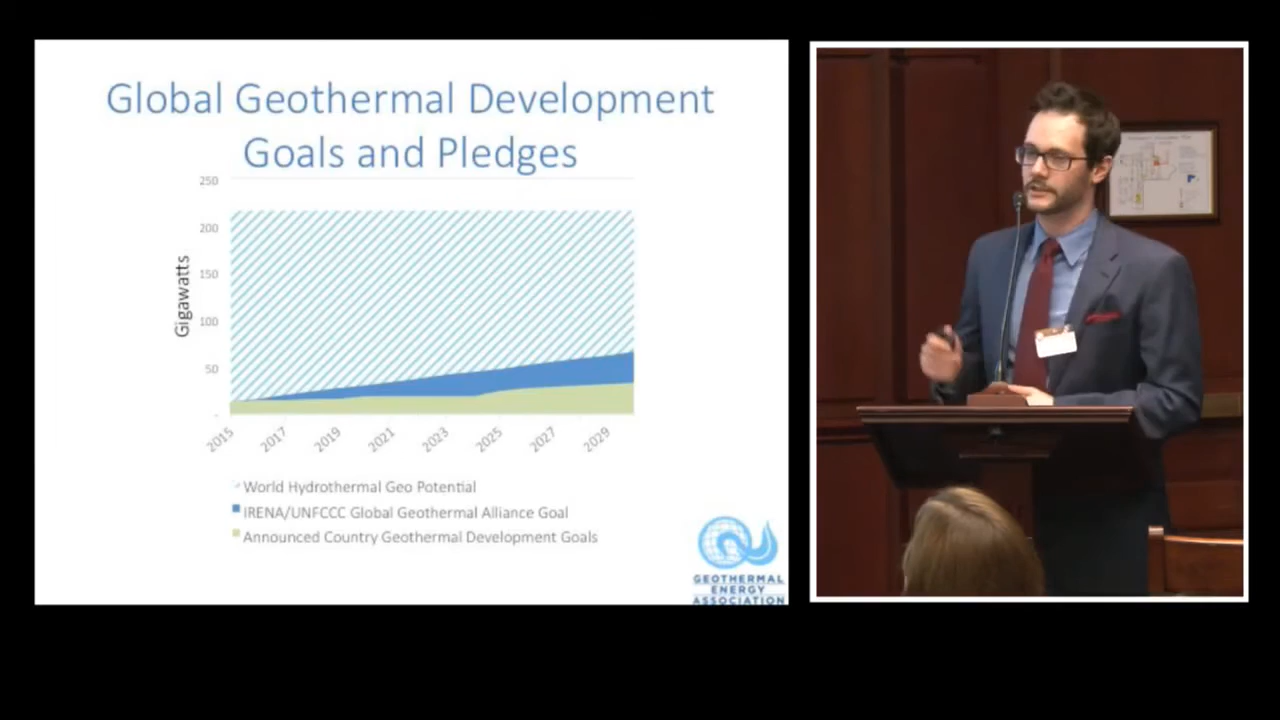 Global Geothermal Development
Goals and Pledges
250
200
150
100
50
-
Gigawatts
2015
2017
2019
2021
2023
2025
2027
2029
World Hydrothermal Geo Potential
IRENA/UNFCCC Global Geothermal Alliance Goal
Announced Country Geothermal Development Goals
GEOTHERMAL
ENERGY
ASSOCIATION